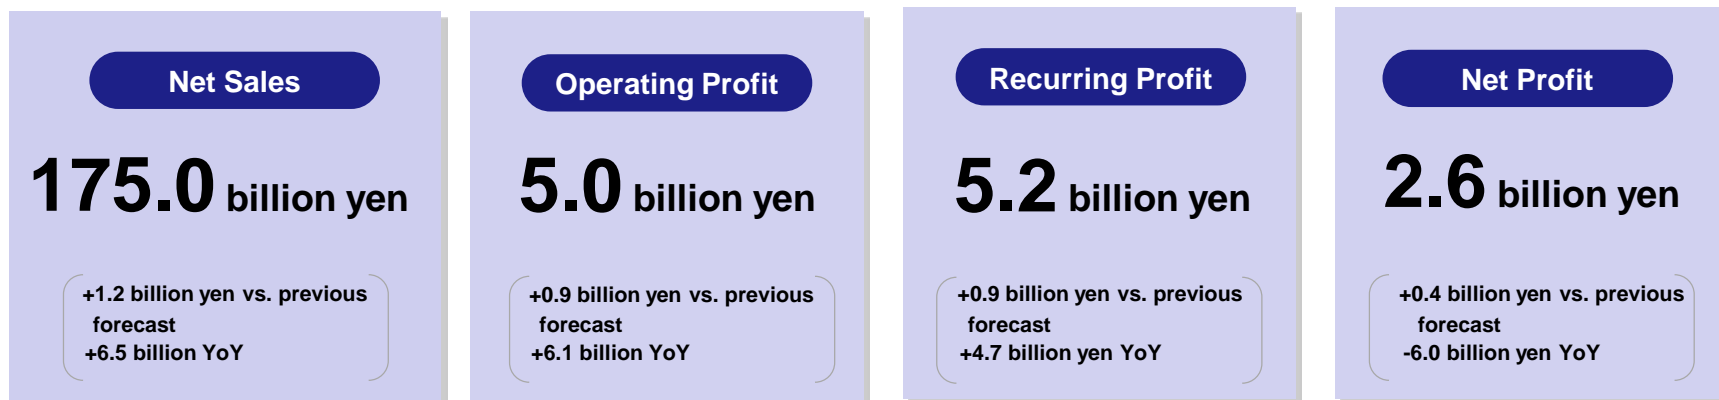 Net Sales
175.0 billion yen
+1.2 billion yen vs. previous
forecast
+6.5 billion YoY
Operating Profit
5.0 billion yen
+0.9 billion yen vs. previous
forecast
+6.1 billion YoY
Recurring Profit
5.2 billion yen
+0.9 billion yen vs. previous
forecast
+4.7 billion yen YoY
Net Profit
2.6 billion yen
+0.4 billion yen vs. previous
forecast
-6.0 billion yen YoY